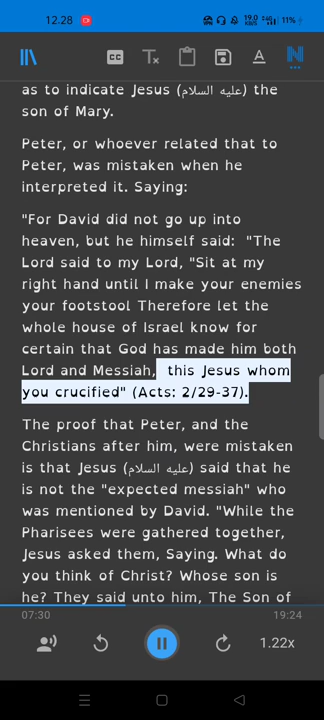 12.28
19.0 KB/S
11%
CC
A
N
as to indicate Jesus (عليه السلام) the
son of Mary.
Peter, or whoever related that to
Peter, was mistaken when he
interpreted it. Saying:
"For David did not go up into
heaven, but he himself said: "The
Lord said to my Lord, "Sit at my
right hand until I make your enemies
your footstool Therefore let the
whole house of Israel know for
certain that God has made him both
Lord and Messiah, this Jesus whom
you crucified" (Acts: 2/29-37).
The proof that Peter, and the
Christians after him, were mistaken
is that Jesus (عليه السلام) said that he
is not the "expected messiah" who
was mentioned by David. "While the
Pharisees were gathered together,
Jesus asked them, Saying. What do
you think of Christ? Whose son is
he? They said unto him, The Son of
07:30
19:24
1.22x